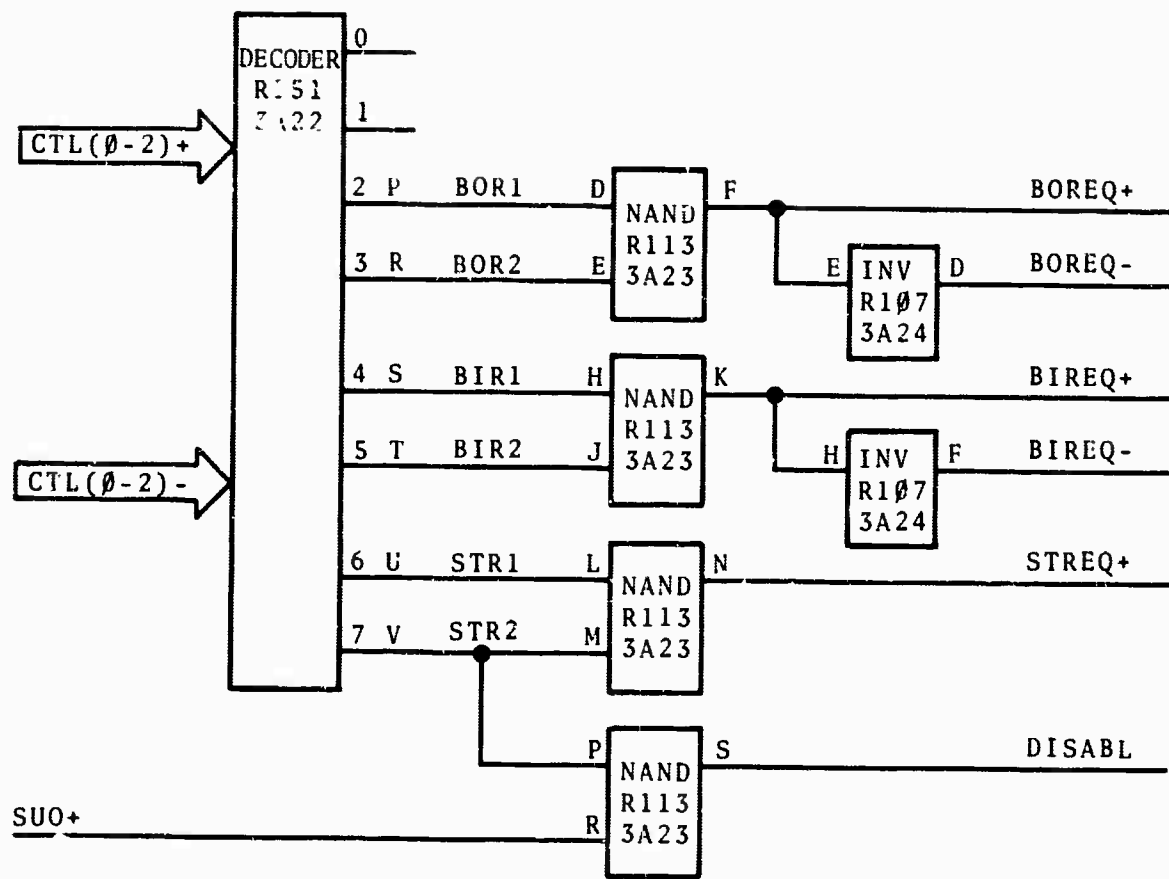 0
DECODER
R151
3A22
1
CTL(Ø-2)+
2 P BOR1 D
NAND
R113
3A23
F
BOREQ+
3 R BOR2 E
E
INV
R1Ø7
3A24
D
BOREQ-
4 S BIR1 H
NAND
R113
3A23
K
BIREQ+
5 T BIR2 J
H
INV
R1Ø7
3A24
F
BIREQ-
CTL(Ø-2)-
6 U STR1 L
NAND
R113
3A23
N
STREQ+
7 V STR2 M
P
NAND
R113
3A23
S
DISABL
SUO+
R